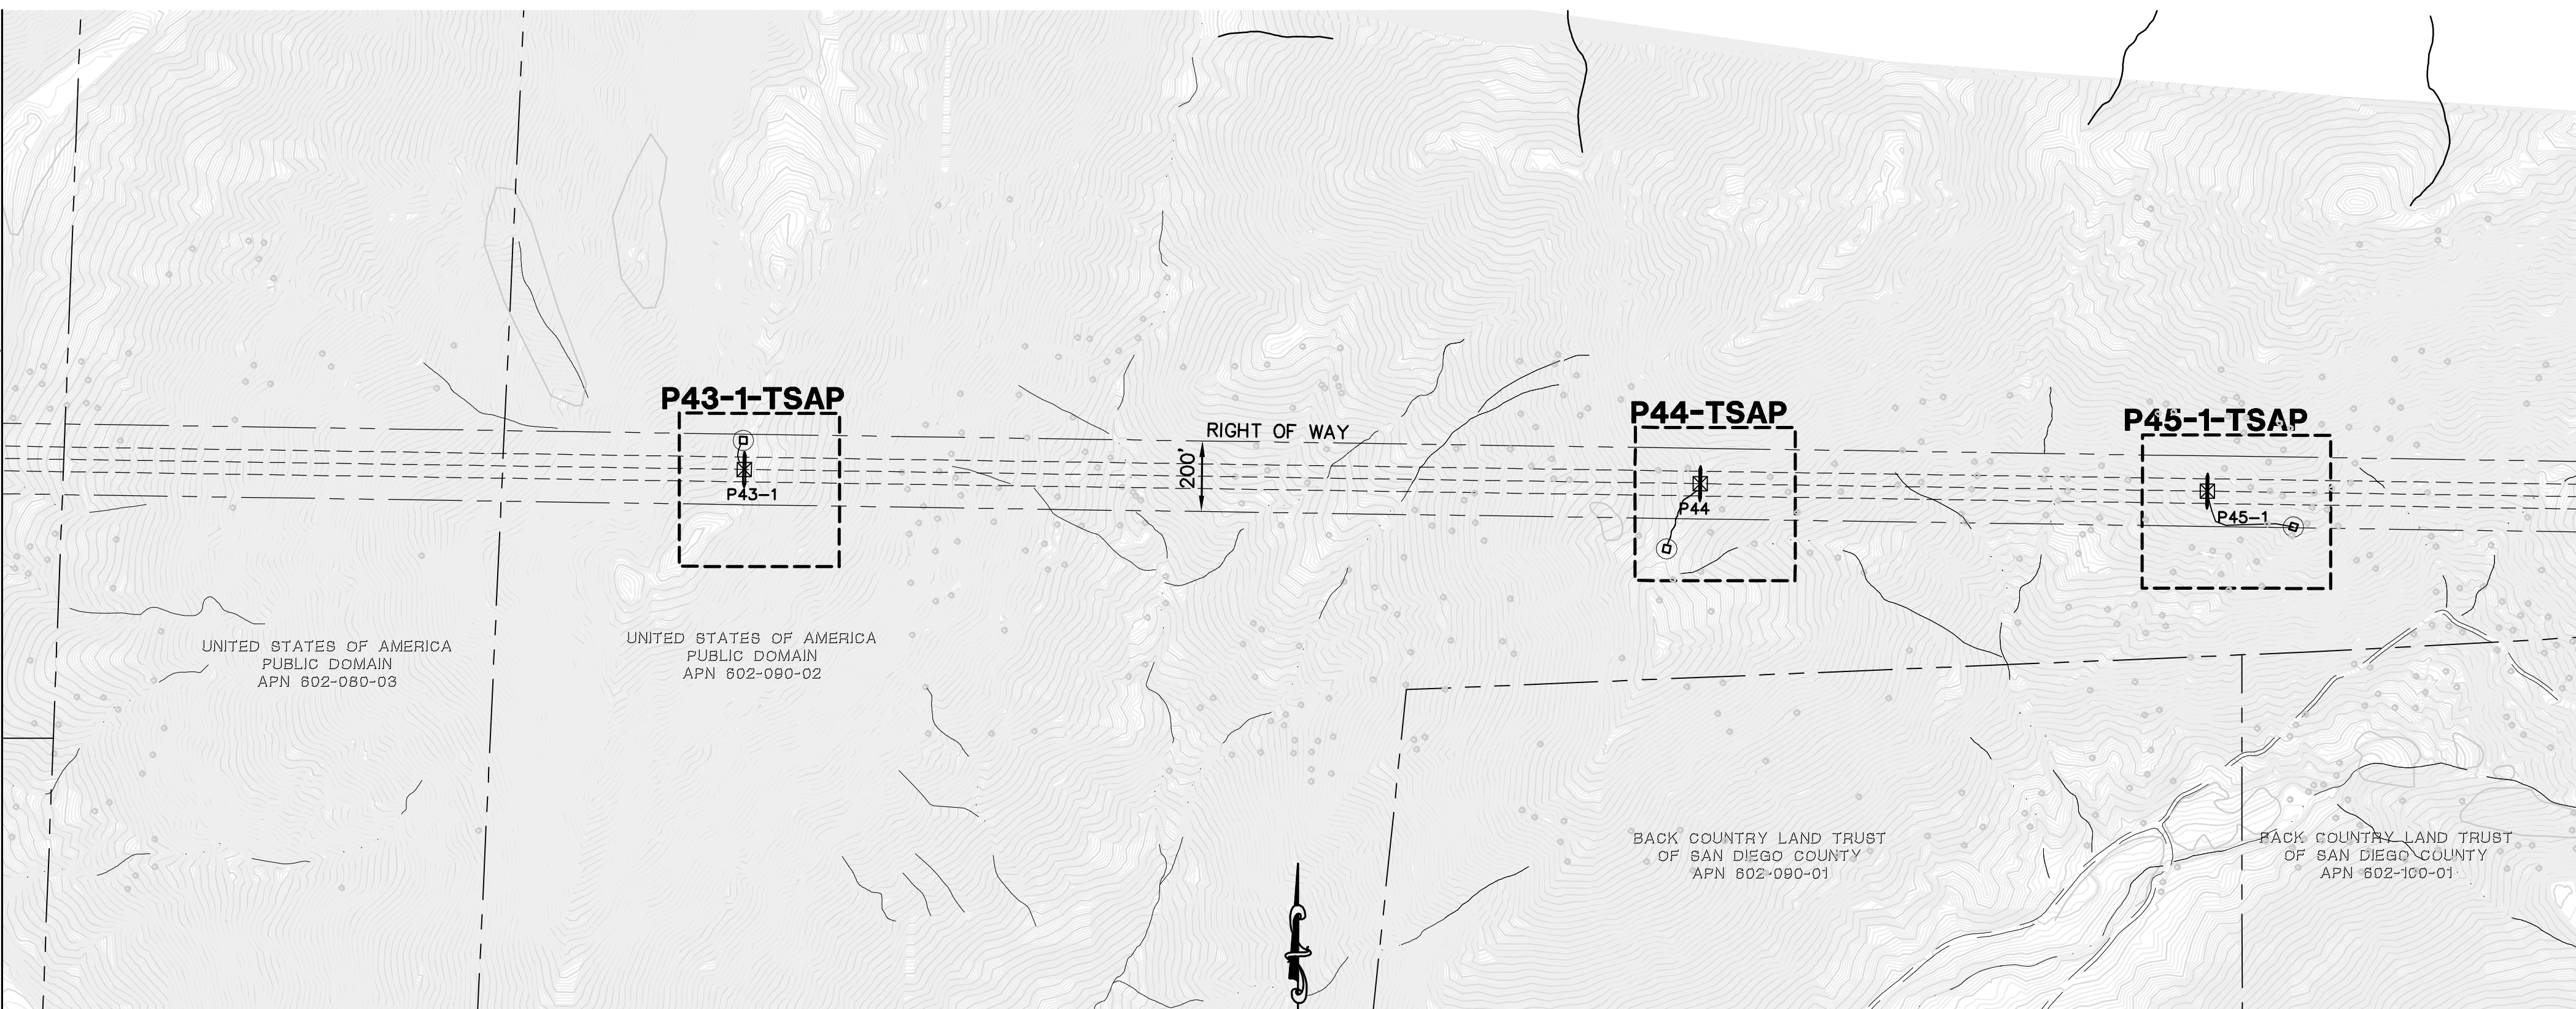 P43-1-TSAP
P43-1
RIGHT OF WAY
200'
P44-TSAP
P44
P45-1-TSAP
P45-1
UNITED STATES OF AMERICA
PUBLIC DOMAIN
APN 602-080-03
UNITED STATES OF AMERICA
PUBLIC DOMAIN
APN 602-090-02
BACK COUNTRY LAND TRUST
OF SAN DIEGO COUNTY
APN 602-090-01
BACK COUNTRY LAND TRUST
OF SAN DIEGO COUNTY
APN 602-100-01